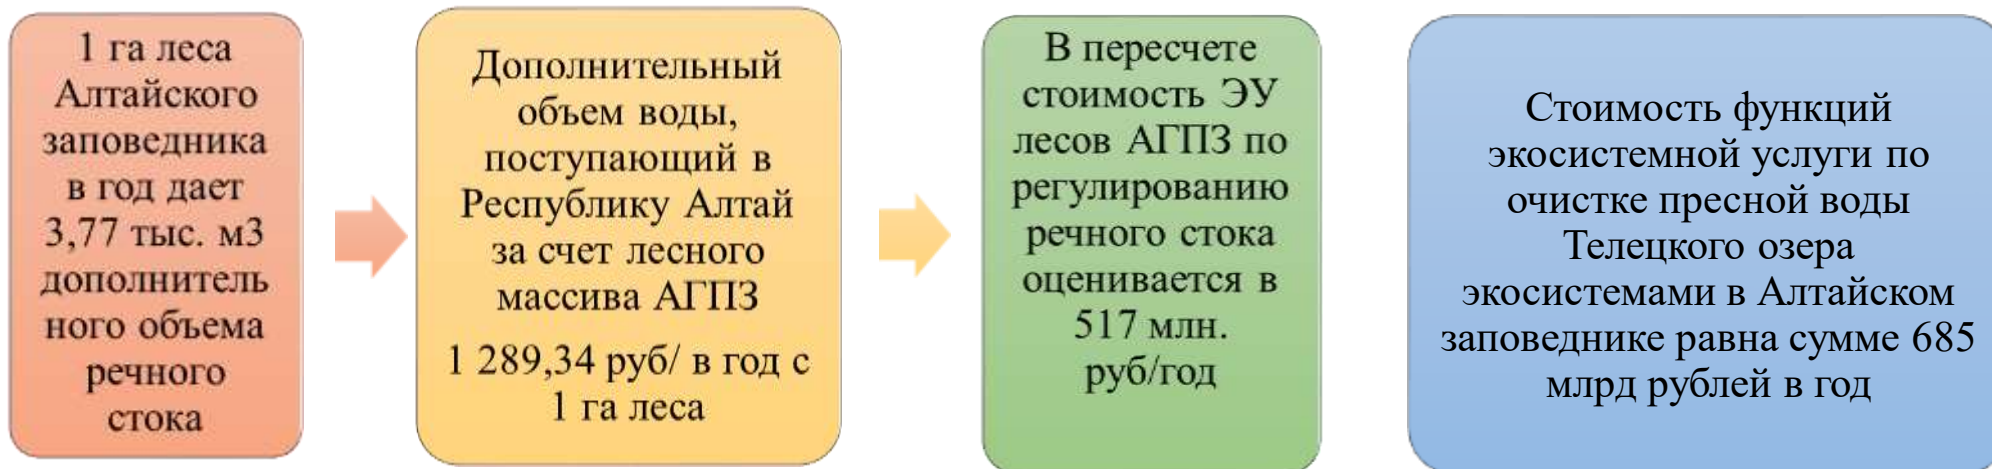 1 га леса
Алтайского
заповедника
в год дает
3,77 тыс. м3
дополнитель
ного объема
речного
стока
Дополнительный
объем воды,
поступающий в
Республику Алтай
за счет лесного
массива АГПЗ
1 289,34 руб/ в год с
1 га леса
В пересчете
стоимость ЭУ
лесов АГПЗ по
регулированию
речного стока
оценивается в
517 млн.
руб/год
Стоимость функций
экосистемной услуги по
очистке пресной воды
Телецкого озера
экосистемами в Алтайском
заповеднике равна сумме 685
млрд рублей в год